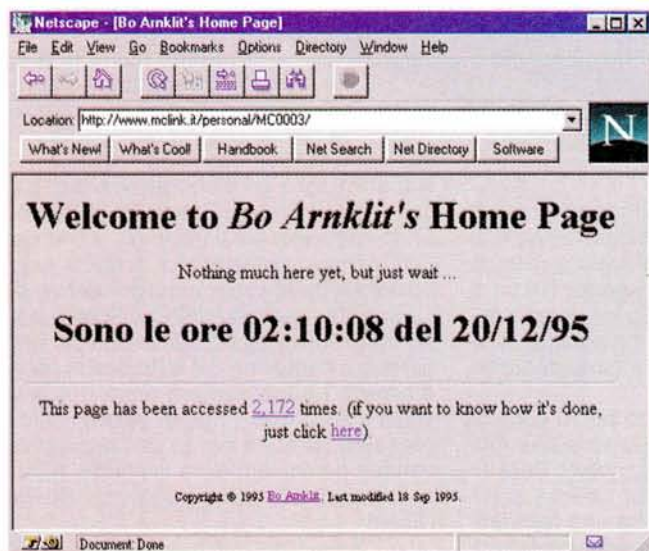 Netscape - [Bo Arnklit's Home Page]
File Edit View Go Bookmarks Options Directory Window Help
Location: http://www.mclink.it/personal/MC0003/
N
What's New! What's Cool! Handbook Net Search Net Directory Software
Welcome to Bo Arnklit's Home Page
Nothing much here yet, but just wait ...
Sono le ore 02:10:08 del 20/12/95
This page has been accessed 2,172 times. (if you want to know how it's done,
just click here)
Copyright © 1995 Bo Arnklit. Last modified 18 Sep 1995.
Document: Done